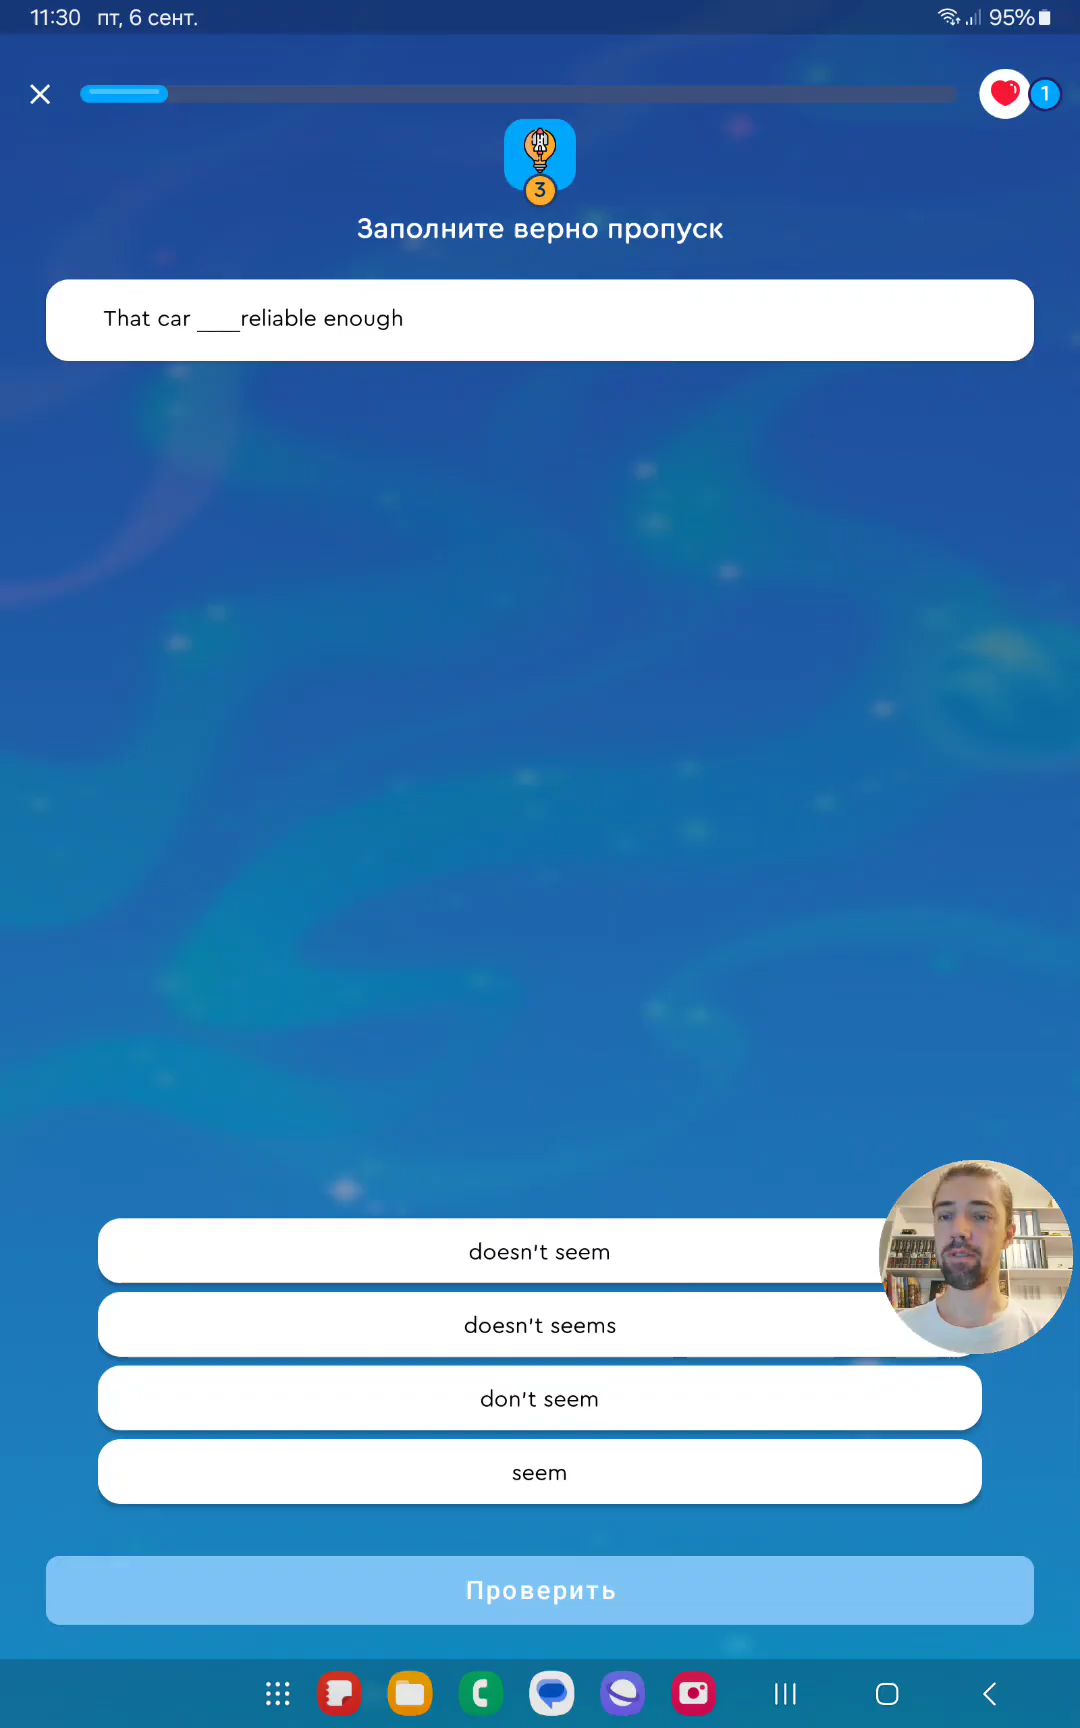 11:30 пт, 6 сент. 95%
1
3
Заполните верно пропуск
That car ____reliable enough
doesn't seem
doesn't seems
don't seem
seem
Проверить